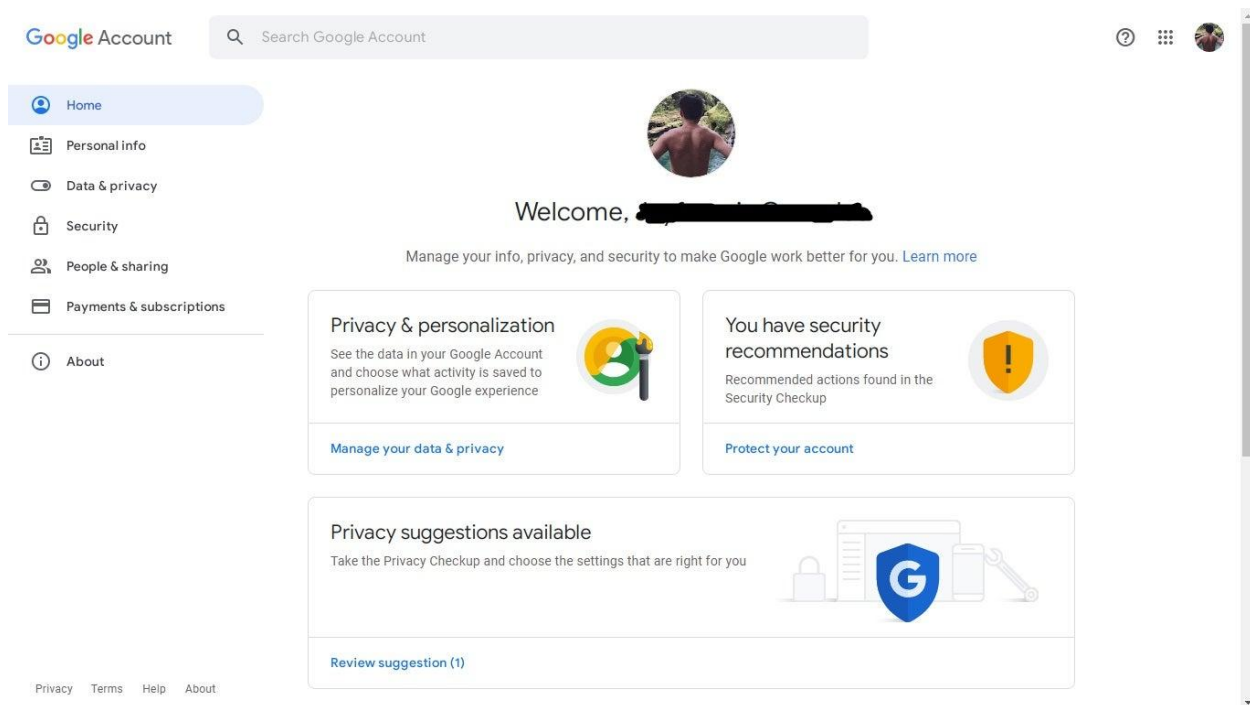 Google Account
Search Google Account
Home
Personal info
Data & privacy
Security
People & sharing
Payments & subscriptions
About
Welcome,
Manage your info, privacy, and security to make Google work better for you. Learn more
Privacy & personalization
See the data in your Google Account
and choose what activity is saved to
personalize your Google experience
Manage your data & privacy
You have security
recommendations
Recommended actions found in the
Security Checkup
Protect your account
Privacy suggestions available
Take the Privacy Checkup and choose the settings that are right for you
G
Review suggestion (1)
Privacy Terms Help About